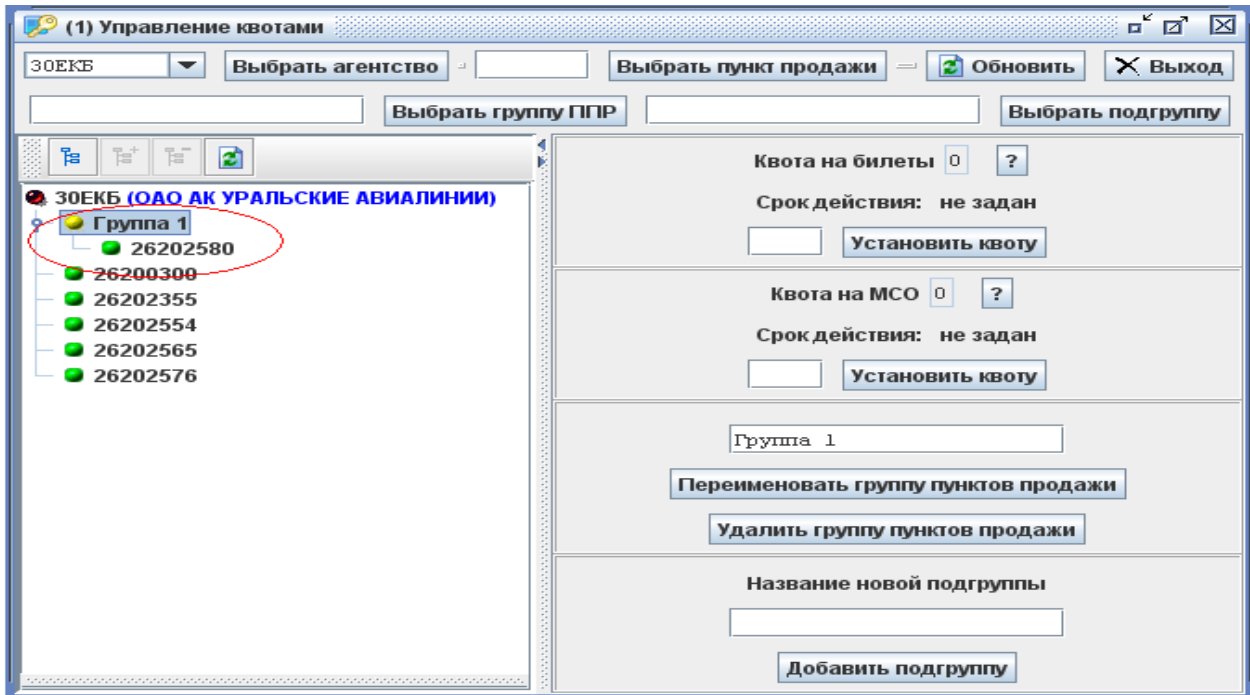 (1) Управление квотами
30ЕКБ Выбрать агентство Выбрать пункт продажи Обновить Выход
Выбрать группу ППР Выбрать подгруппу
30ЕКБ (ОАО АК УРАЛЬСКИЕ АВИАЛИНИИ)
Группа 1
26202580
26200300
26202355
26202554
26202565
26202576
Квота на билеты 0 ?
Срок действия: не задан
Установить квоту
Квота на МСО 0 ?
Срок действия: не задан
Установить квоту
Группа 1
Переименовать группу пунктов продажи
Удалить группу пунктов продажи
Название новой подгруппы
Добавить подгруппу